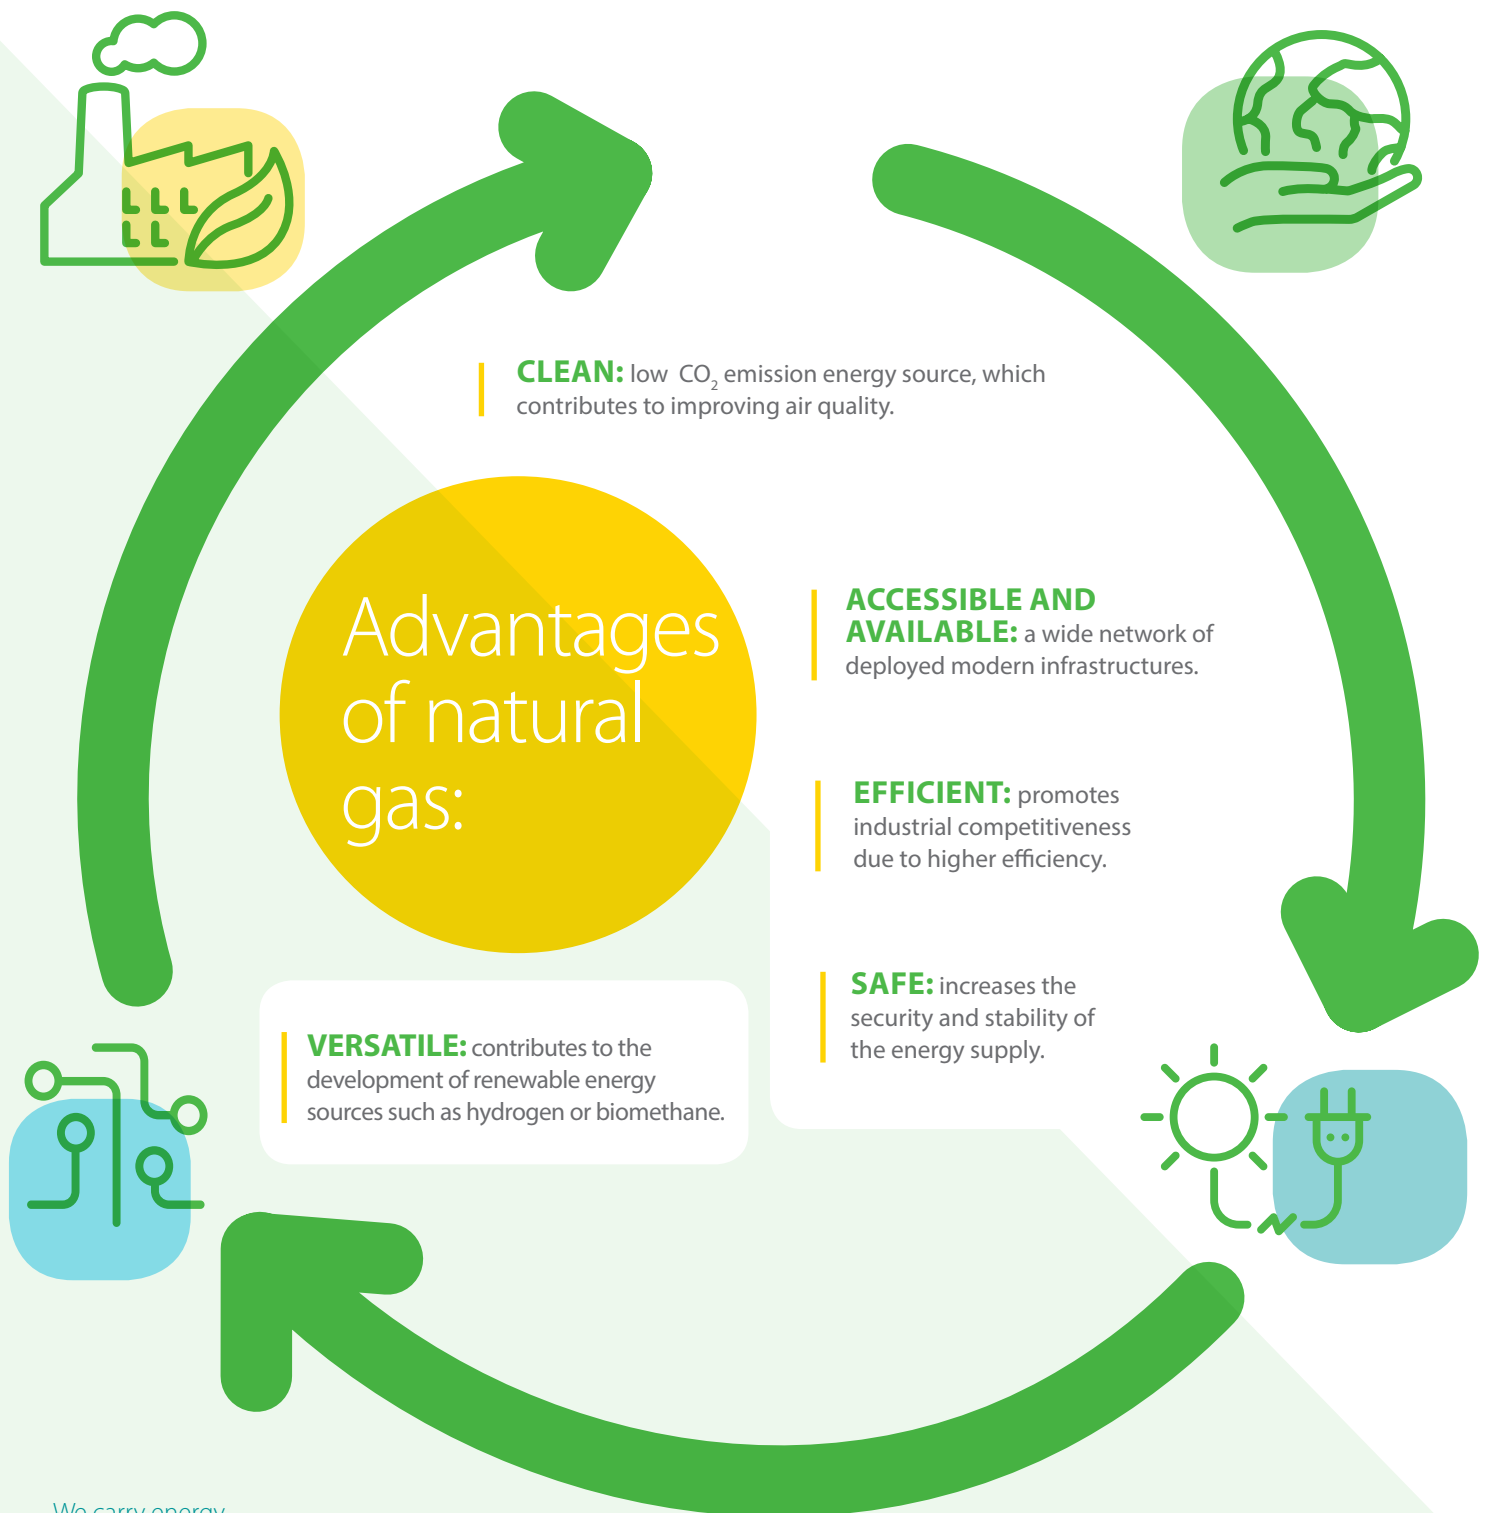 CLEAN: low CO₂ emission energy source, which
contributes to improving air quality.
Advantages
of natural
gas:
ACCESSIBLE AND
AVAILABLE: a wide network of
deployed modern infrastructures.
EFFICIENT: promotes
industrial competitiveness
due to higher efficiency.
SAFE: increases the
security and stability of
the energy supply.
VERSATILE: contributes to the
development of renewable energy
sources such as hydrogen or biomethane.
We carry energy